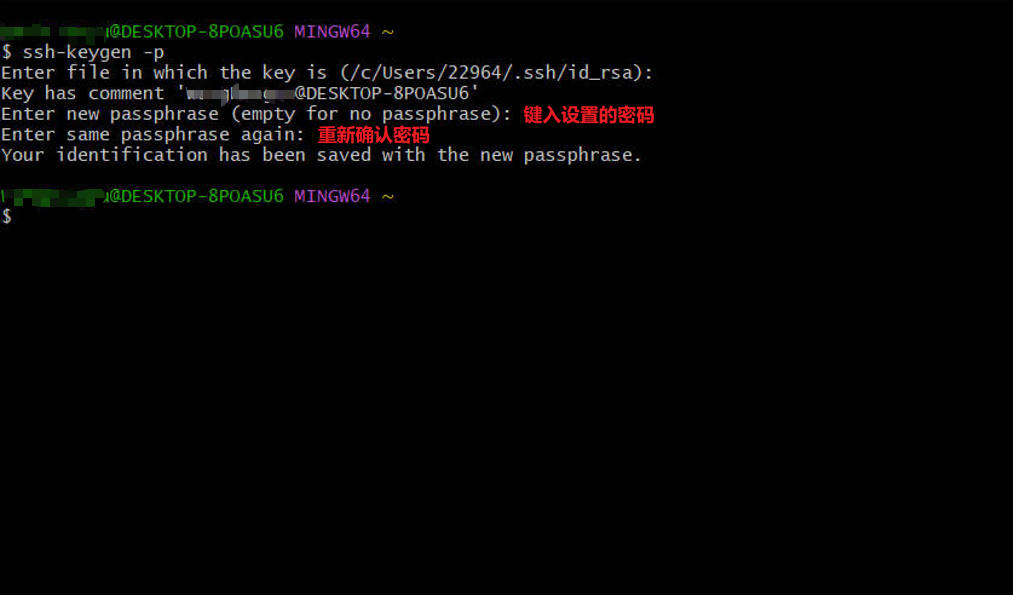 @DESKTOP-8POASU6 MINGW64 ~
$ ssh-keygen -p
Enter file in which the key is (/c/Users/22964/.ssh/id_rsa):
Key has comment '@DESKTOP-8POASU6'
Enter new passphrase (empty for no passphrase): 键入设置的密码
Enter same passphrase again: 重新确认密码
Your identification has been saved with the new passphrase.
@DESKTOP-8POASU6 MINGW64 ~
$